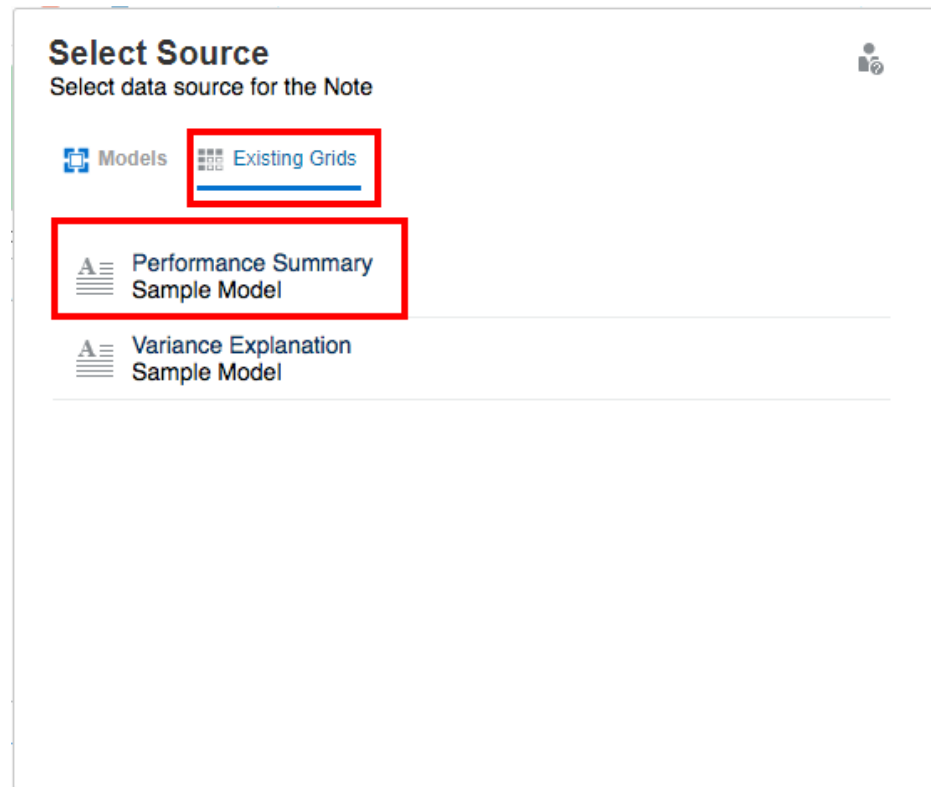 Select Source
Select data source for the Note
Models Existing Grids
Performance Summary
Sample Model
Variance Explanation
Sample Model